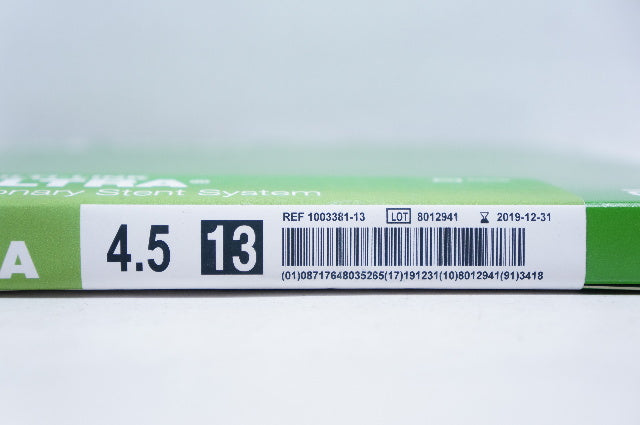 LTRA®
onary Stent System
A
4.5 13
REF 1003381-13 LOT 8012941 2019-12-31
(01)08717648035265(17)191231(10)8012941(91)3418